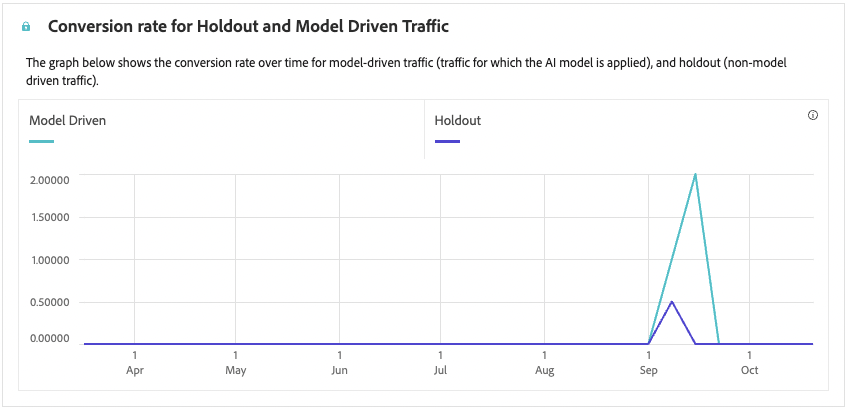 Conversion rate for Holdout and Model Driven Traffic
The graph below shows the conversion rate over time for model-driven traffic (traffic for which the AI model is applied), and holdout (non-model
driven traffic).
Model Driven
Holdout
2.00000
1.50000
1.00000
0.50000
0.00000
1 1 1 1 1 1 1
Apr May Jun Jul Aug Sep Oct